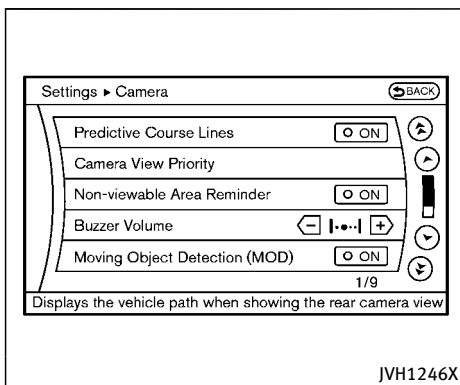 Settings ▸ Camera
BACK
Predictive Course Lines ON
Camera View Priority
Non-viewable Area Reminder ON
Buzzer Volume - +
Moving Object Detection (MOD) ON
1/9
Displays the vehicle path when showing the rear camera view
JVH1246X